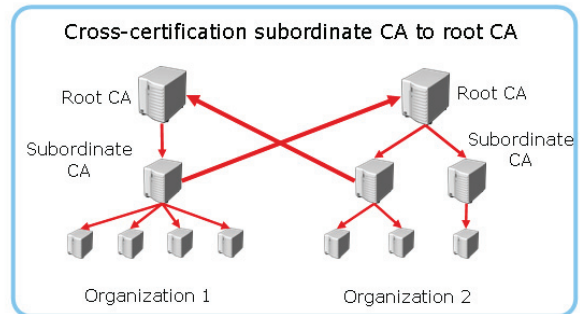 Cross-certification subordinate CA to root CA
Root CA
Root CA
Subordinate
CA
Subordinate
CA
Organization 1
Organization 2